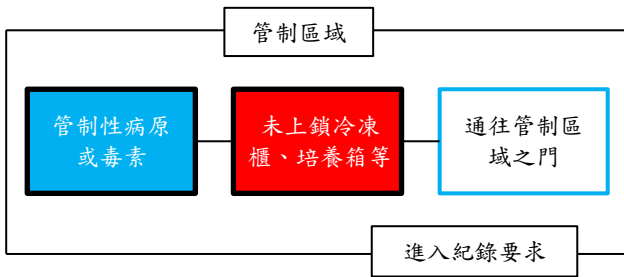 管制區域
管制性病原
或毒素
未上鎖冷凍
櫃、培養箱等
通往管制區
域之門
進入紀錄要求